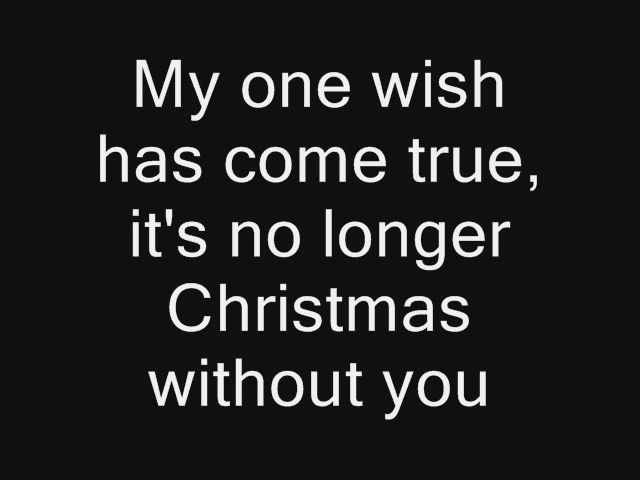 My one wish
has come true,
it's no longer
Christmas
without you